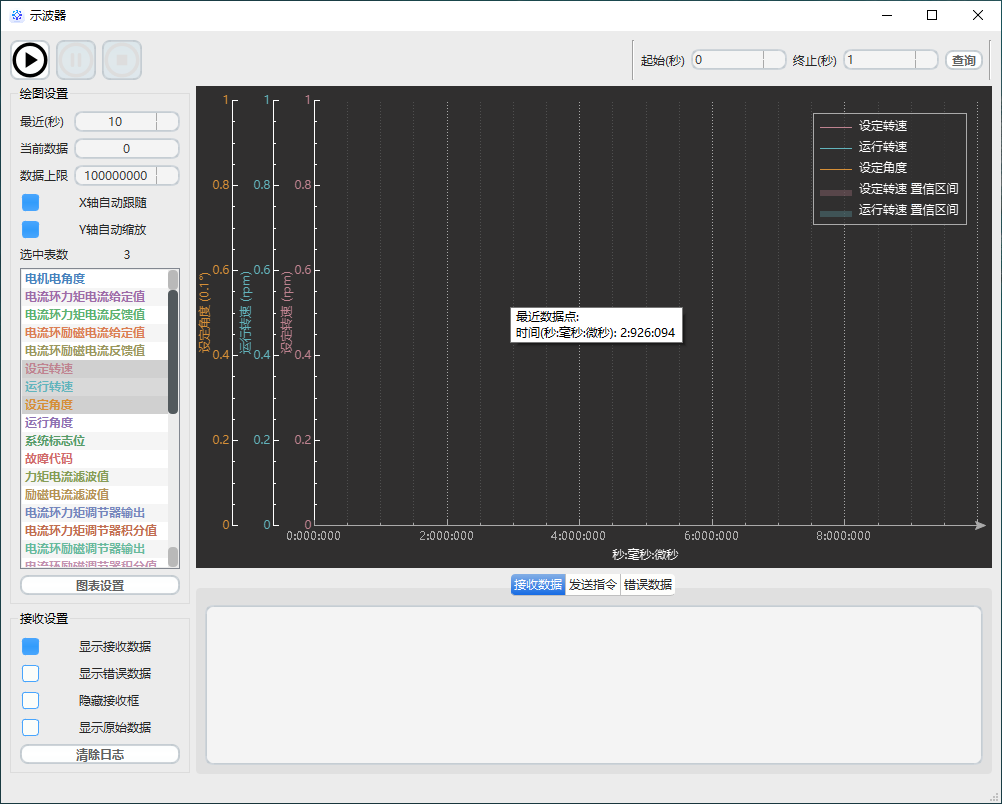 示波器
起始(秒) 0 终止(秒) 1 查询
绘图设置
最近(秒) 10
当前数据 0
数据上限 100000000
X轴自动跟随
Y轴自动缩放
选中表数 3
电机电角度
电流环力矩电流给定值
电流环力矩电流反馈值
电流环励磁电流给定值
电流环励磁电流反馈值
设定转速
运行转速
设定角度
运行角度
系统标志位
故障代码
力矩电流滤波值
励磁电流滤波值
电流环力矩调节器输出
电流环力矩调节器积分值
电流环励磁调节器输出
电流环励磁调节器积分值
图表设置
接收设置
显示接收数据
显示错误数据
隐藏接收框
显示原始数据
清除日志
1 1 1
0.8 0.8 0.8
0.6 0.6 0.6
0.4 0.4 0.4
0.2 0.2 0.2
0 0 0
设定角度 (0.1°)
运行转速 (rpm)
设定转速 (rpm)
设定转速
运行转速
设定角度
设定转速 置信区间
运行转速 置信区间
最近数据点:
时间(秒:毫秒:微秒): 2:926:094
0:000:000 2:000:000 4:000:000 6:000:000 8:000:000
秒:毫秒:微秒
接收数据 发送指令 错误数据